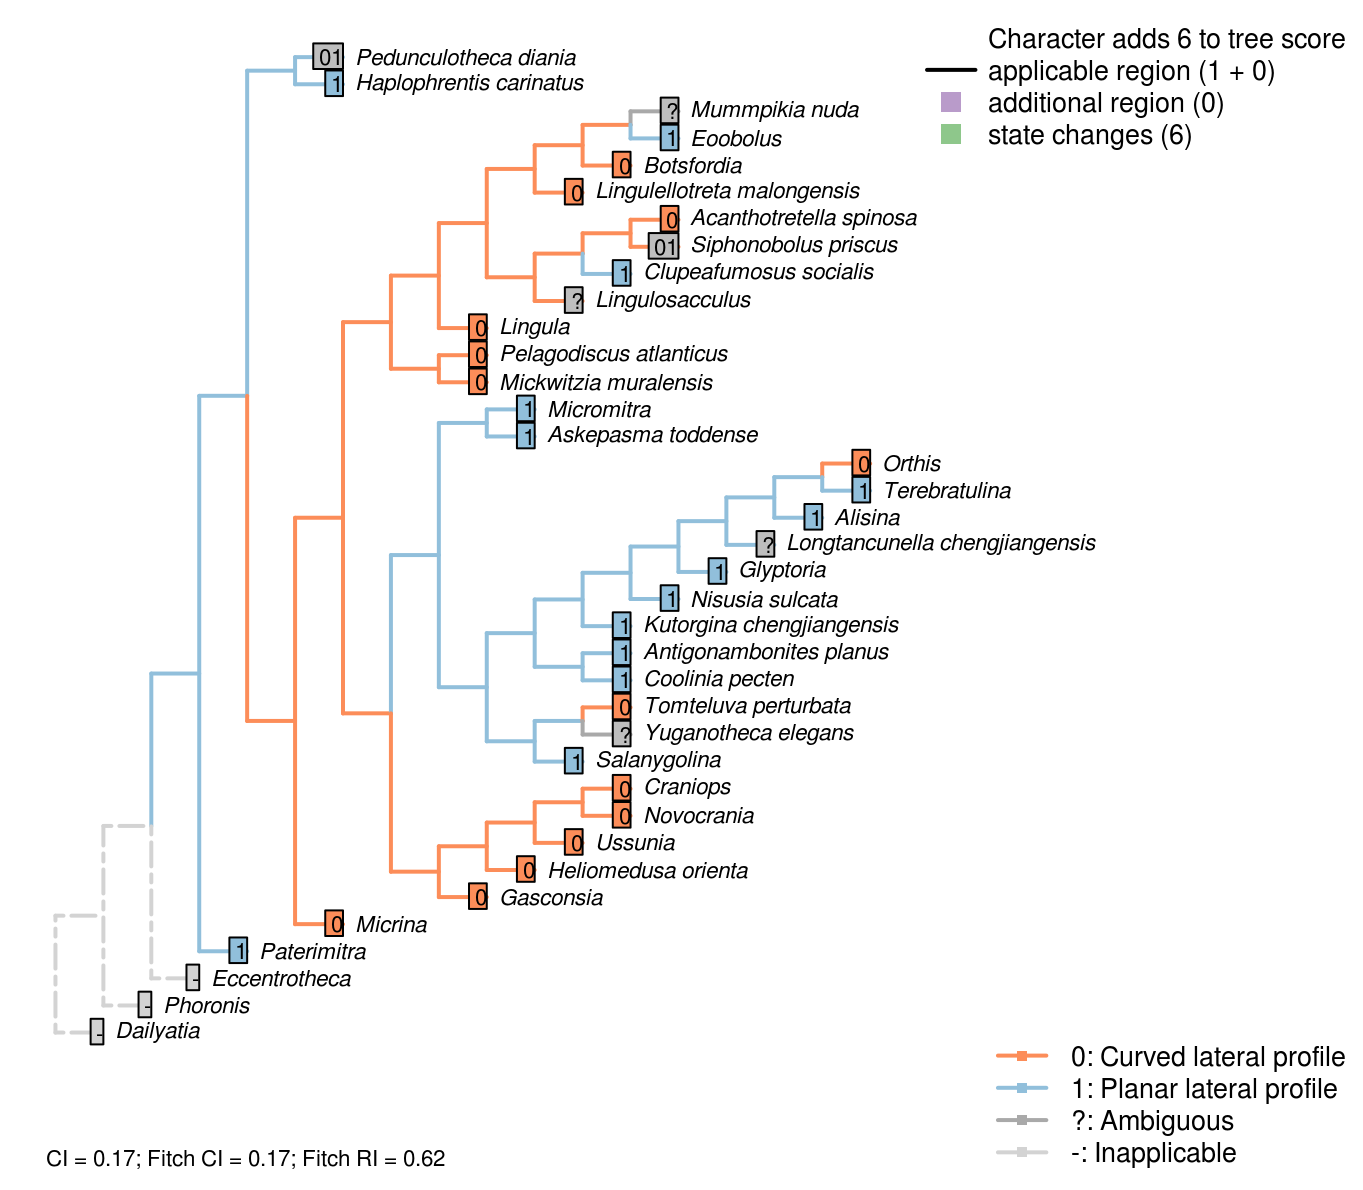 Character adds 6 to tree score
applicable region (1 + 0)
additional region (0)
state changes (6)
01 Pedunculotheca diania
1 Haplophrentis carinatus
? Mummpikia nuda
1 Eoobolus
0 Botsfordia
0 Lingulellotreta malongensis
0 Acanthotretella spinosa
01 Siphonobolus priscus
1 Clupeafumosus socialis
? Lingulosacculus
0 Lingula
0 Pelagodiscus atlanticus
0 Mickwitzia muralensis
1 Micromitra
1 Askepasma toddense
0 Orthis
1 Terebratulina
1 Alisina
? Longtancunella chengjiangensis
1 Glyptoria
1 Nisusia sulcata
1 Kutorgina chengjiangensis
1 Antigonambonites planus
1 Coolinia pecten
0 Tomteluva perturbata
? Yuganotheca elegans
1 Salanygolina
0 Craniops
0 Novocrania
0 Ussunia
0 Heliomedusa orienta
0 Gasconsia
0 Micrina
1 Paterimitra
- Eccentrotheca
- Phoronis
- Dailyatia
0: Curved lateral profile
1: Planar lateral profile
?: Ambiguous
-: Inapplicable
CI = 0.17; Fitch CI = 0.17; Fitch RI = 0.62